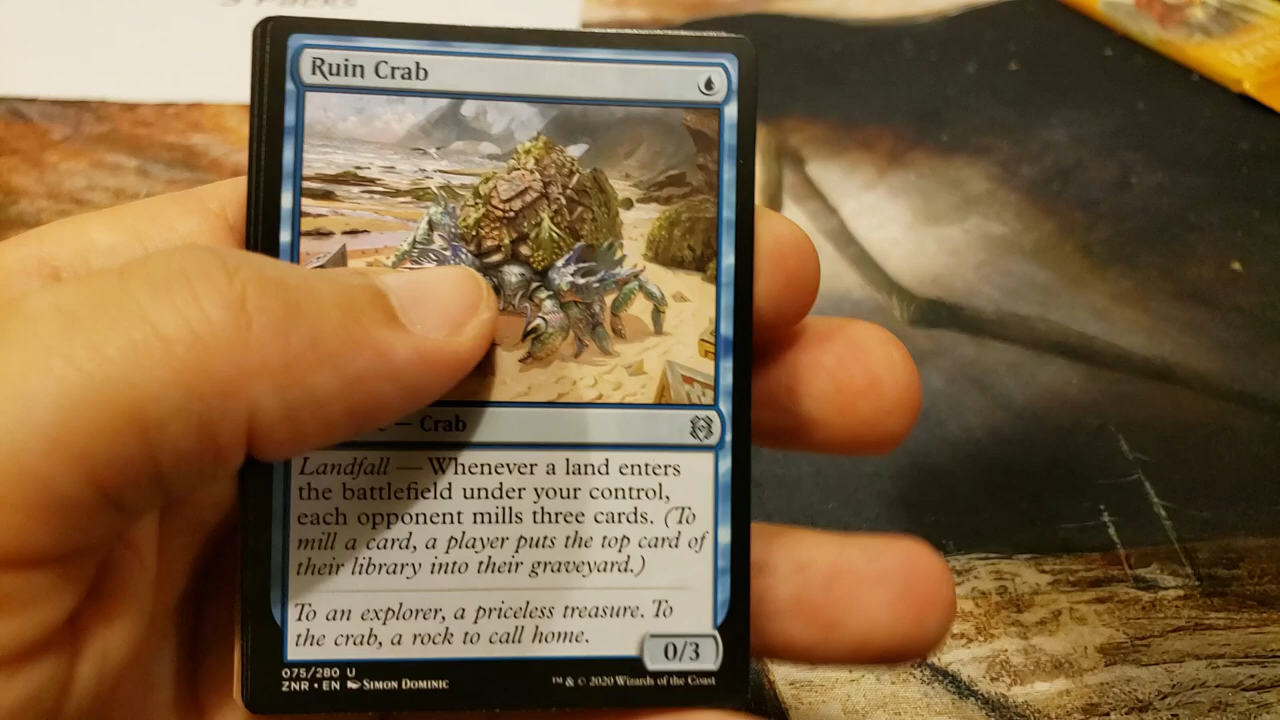 Ruin Crab
— Crab
Landfall — Whenever a land enters
the battlefield under your control,
each opponent mills three cards. (To
mill a card, a player puts the top card of
their library into their graveyard.)
To an explorer, a priceless treasure. To
the crab, a rock to call home.
0/3
075/280 U
ZNR • EN Simon Dominic
™ & © 2020 Wizards of the Coast